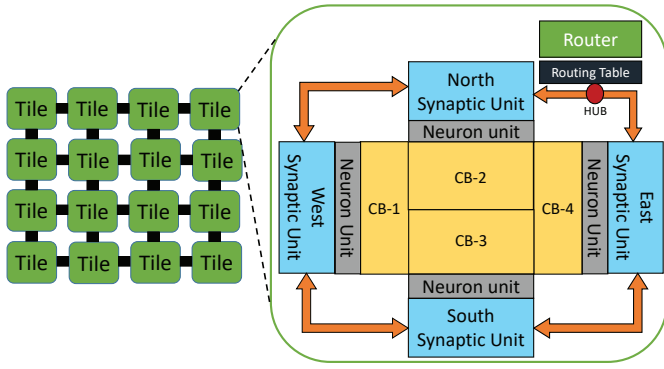 Tile Tile Tile Tile
Tile Tile Tile Tile
Tile Tile Tile Tile
Tile Tile Tile Tile
Router
Routing Table
HUB
North
Synaptic Unit
Neuron unit
West
Synaptic Unit
Neuron Unit
CB-1
CB-2
CB-3
CB-4
Neuron Unit
East
Synaptic Unit
Neuron unit
South
Synaptic Unit